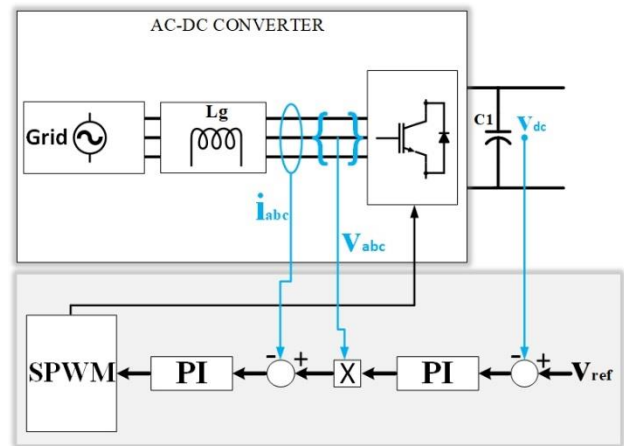 AC-DC CONVERTER
Grid
Lg
C1
Vdc
iabc
Vabc
SPWM
PI
-
+
X
PI
-
+
Vref